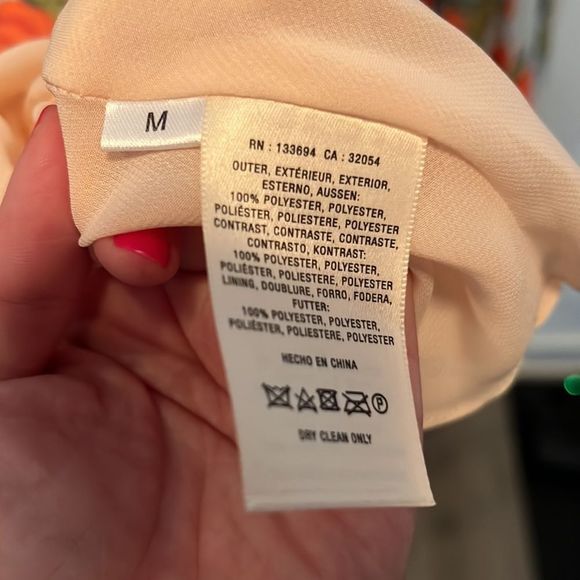 M
RN : 133694 CA : 32054
OUTER, EXTÉRIEUR, EXTERIOR,
ESTERNO, AUSSEN:
100% POLYESTER, POLYESTER,
POLIÉSTER, POLIESTERE, POLYESTER
CONTRAST, CONTRASTE, CONTRASTE,
CONTRASTO, KONTRAST:
100% POLYESTER, POLYESTER,
POLIÉSTER, POLIESTERE, POLYESTER
LINING, DOUBLURE, FORRO, FODERA,
FUTTER:
100% POLYESTER, POLYESTER,
POLIÉSTER, POLIESTERE, POLYESTER
HECHO EN CHINA
P
DRY CLEAN ONLY